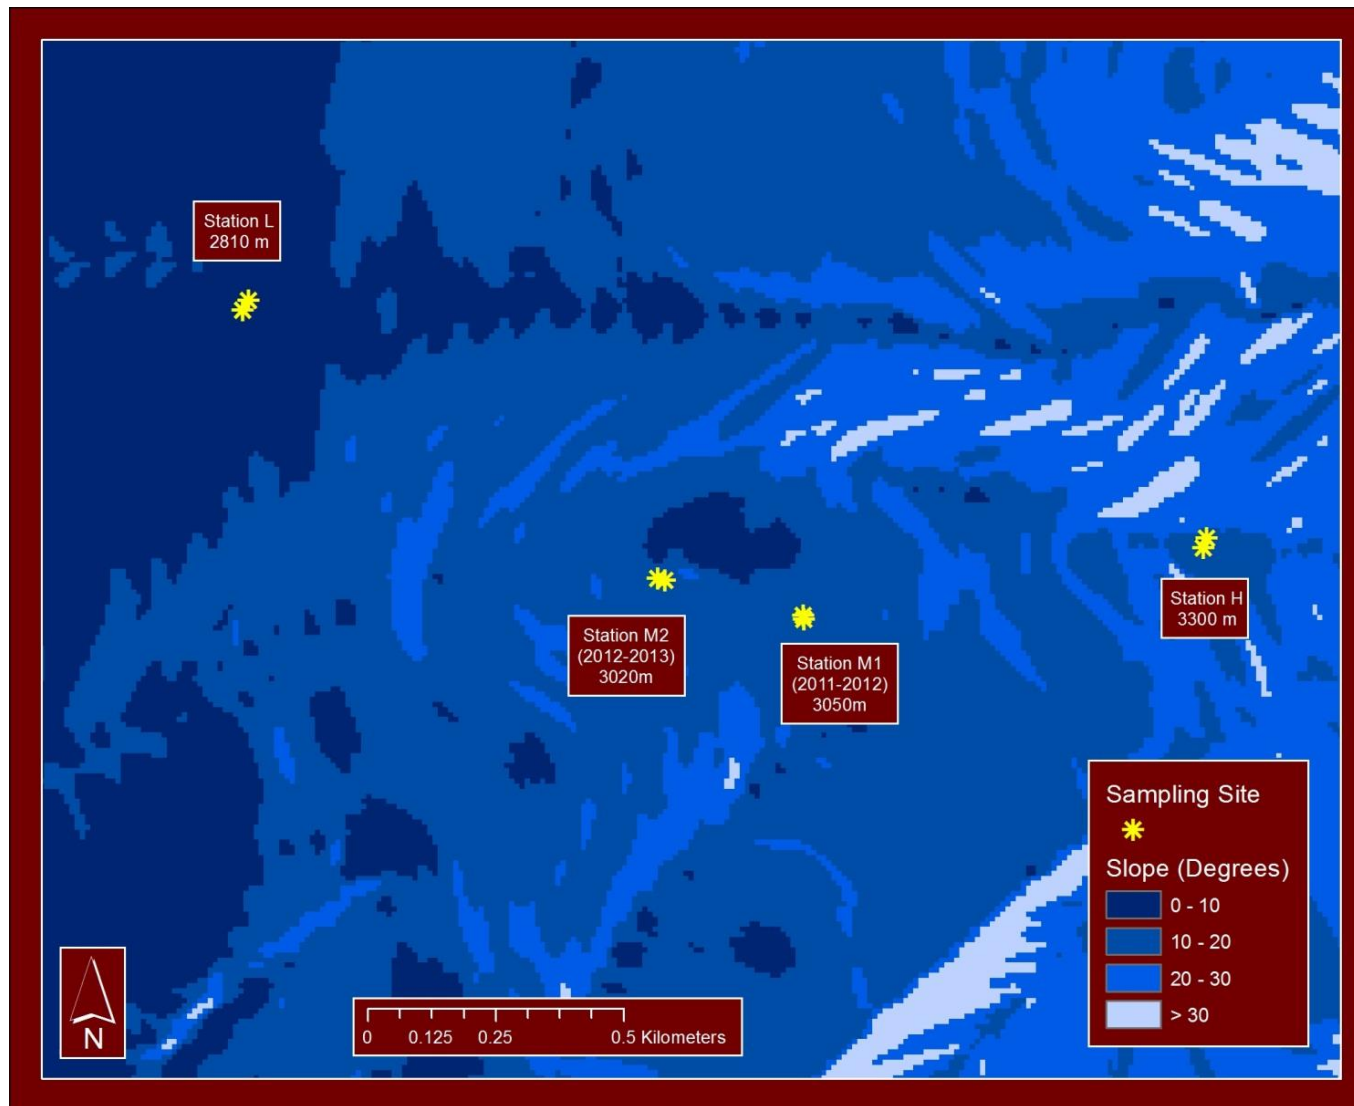 Station L
2810 m
Station H
3300 m
Station M2
(2012-2013)
3020m
Station M1
(2011-2012)
3050m
Sampling Site
Slope (Degrees)
0 - 10
10 - 20
20 - 30
> 30
N
0 0.125 0.25 0.5 Kilometers